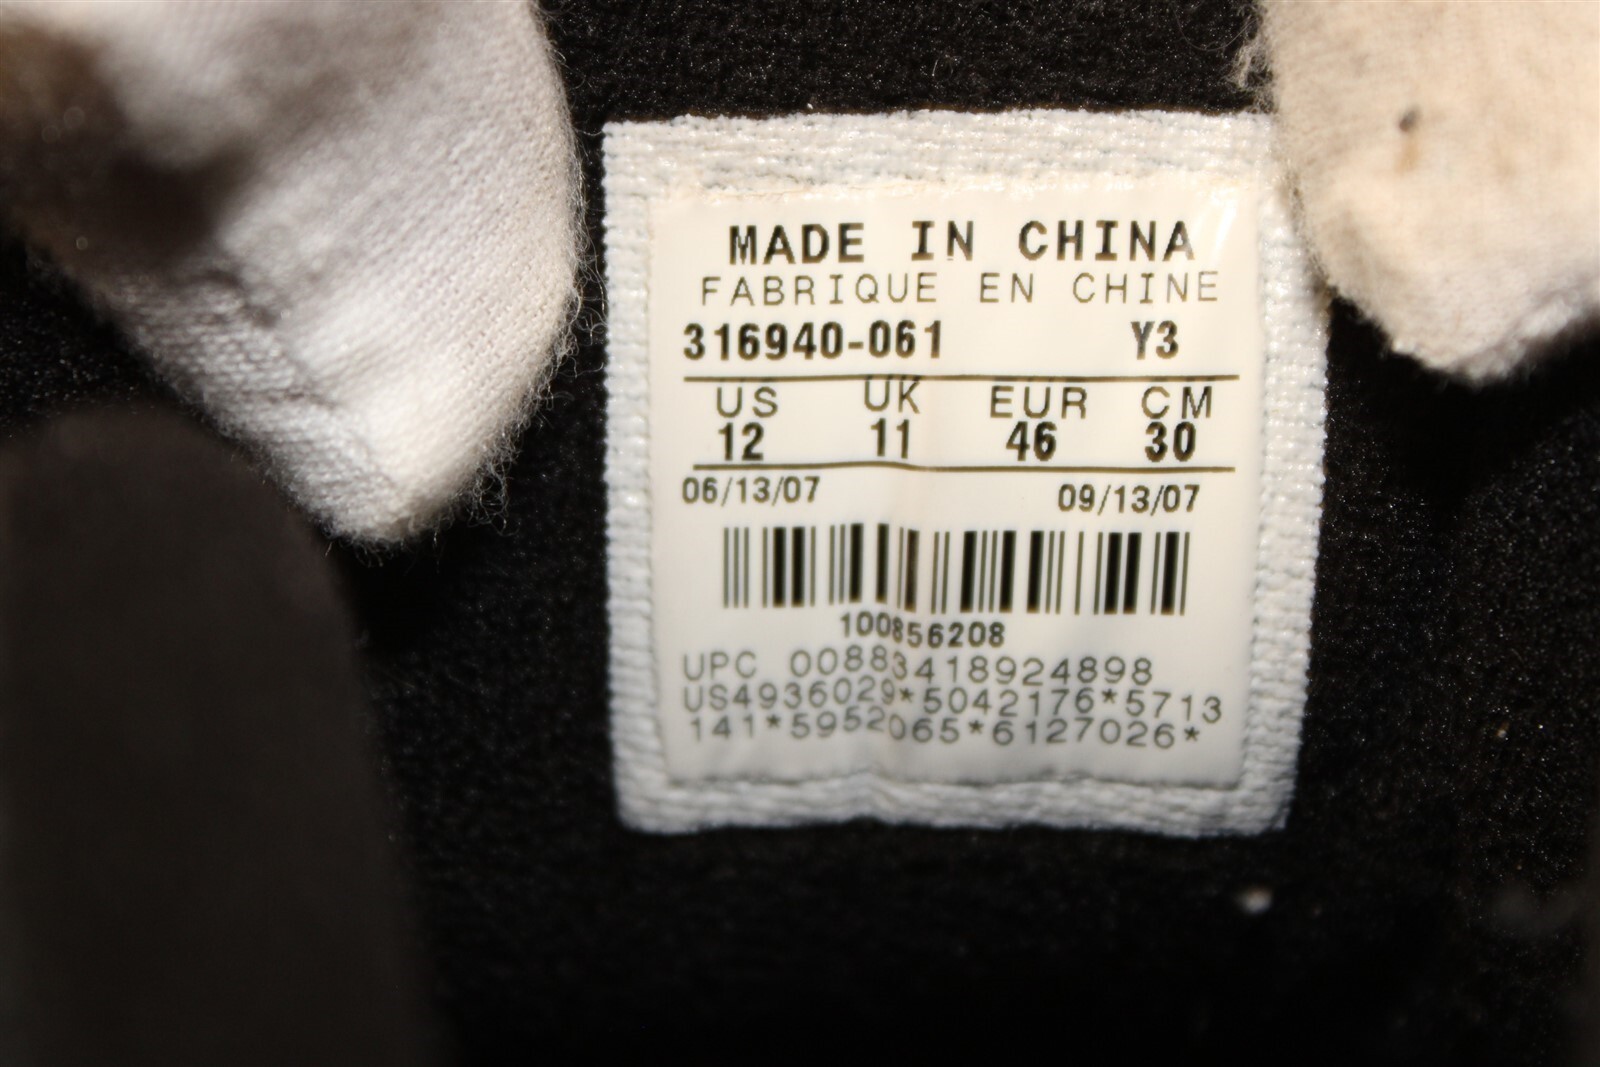 MADE IN CHINA
FABRIQUE EN CHINE
316940-061 Y3
US UK EUR CM
12 11 46 30
06/13/07 09/13/07
100856208
UPC 00883418924898
US4936029*5042176*5713
141*5952065*6127026*